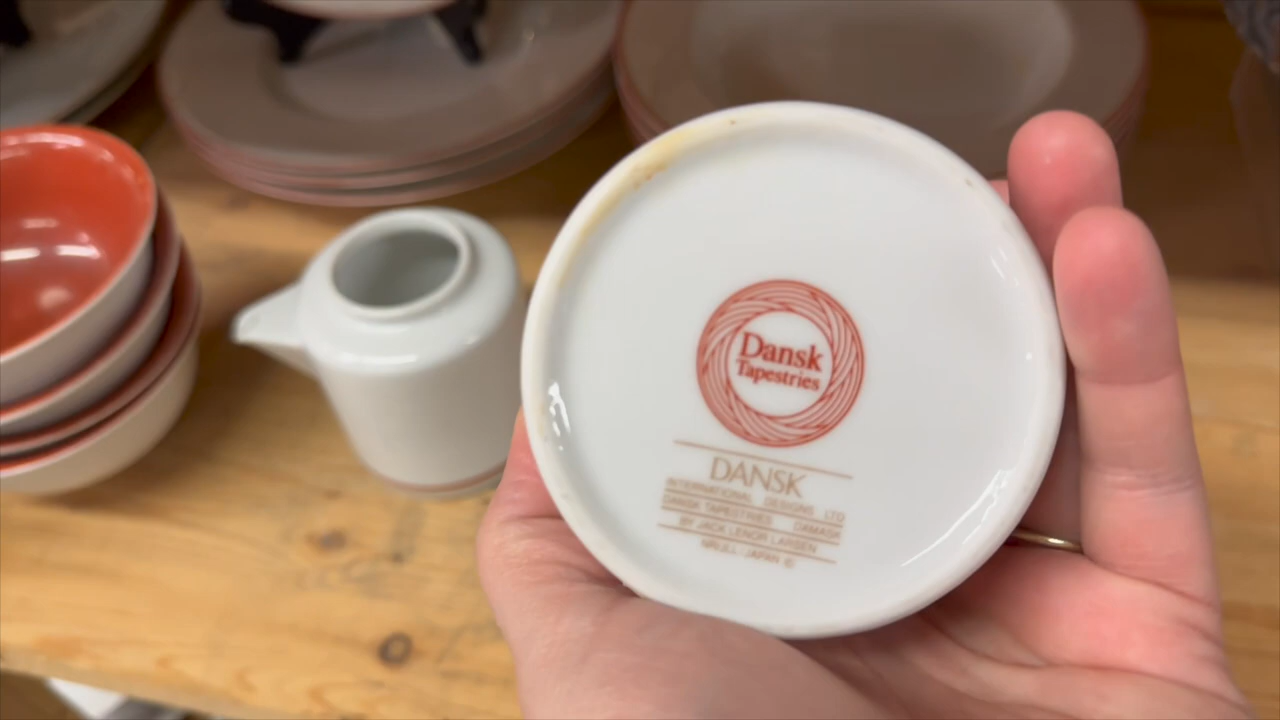 Dansk
Tapestries
DANSK
INTERNATIONAL DESIGNS LTD
DANSK TAPESTRIES DAMASK
BY JACK LENOR LARSEN
JAPAN ©